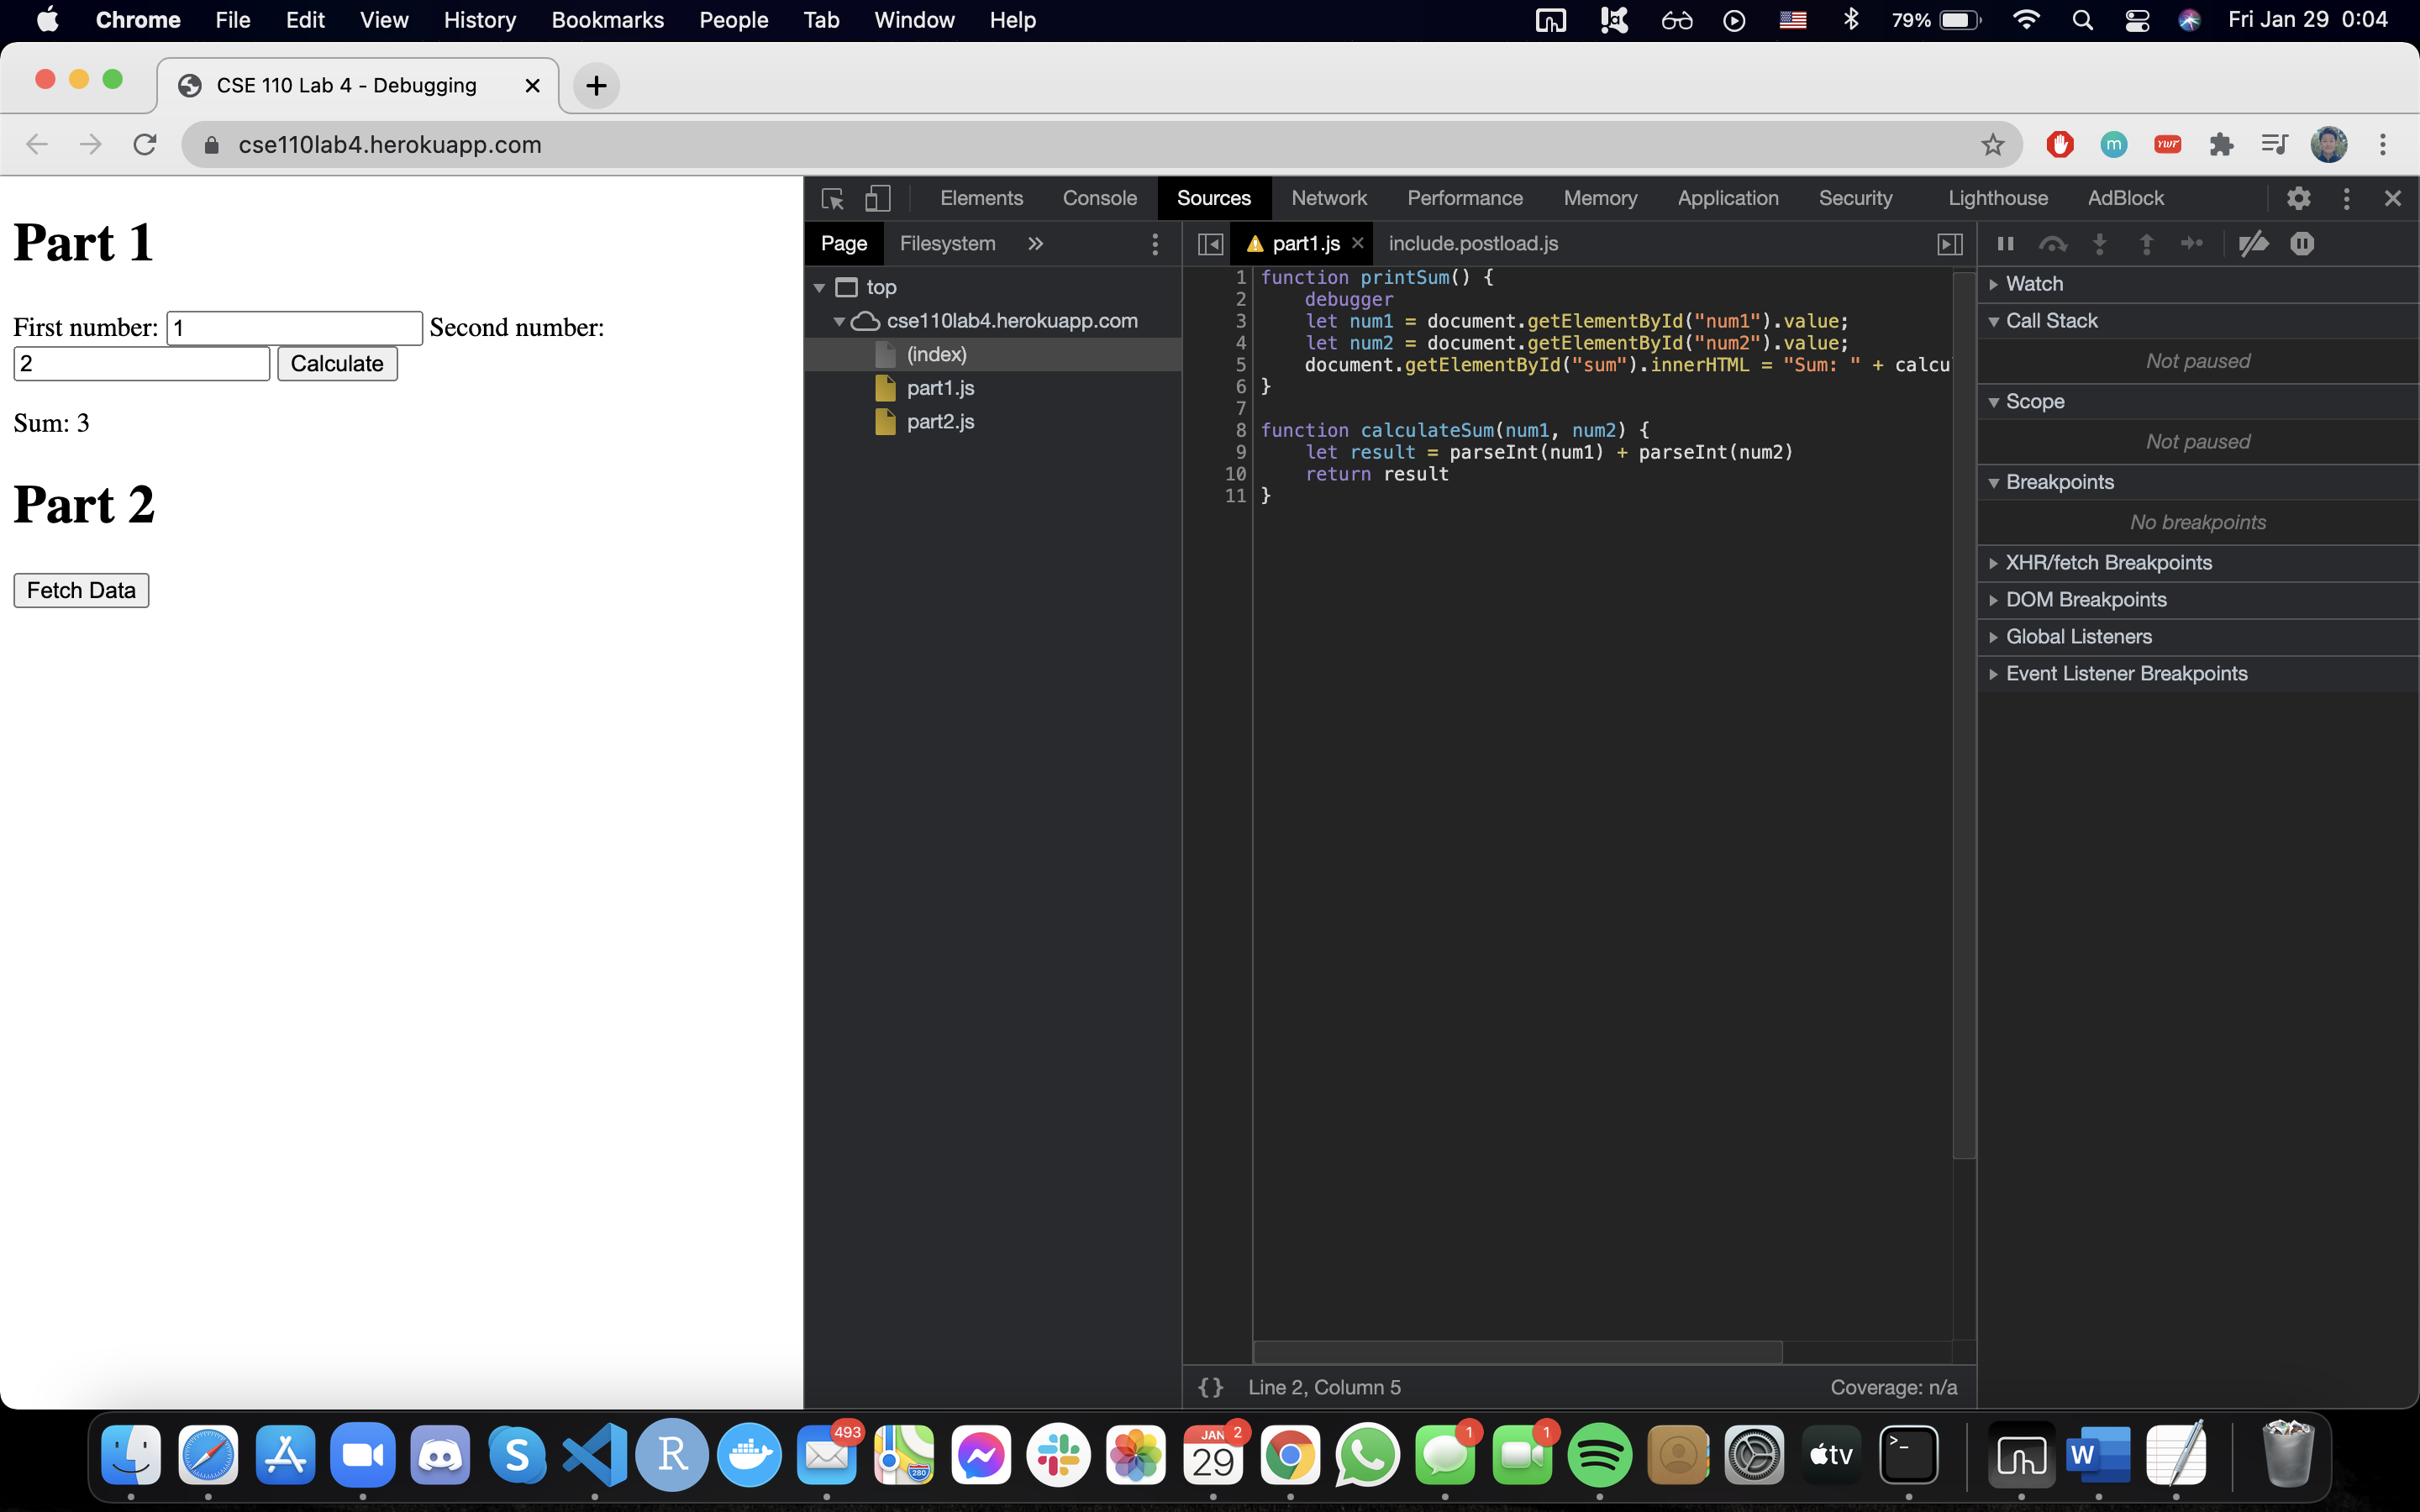 Chrome File Edit View History Bookmarks People Tab Window Help 79% Fri Jan 29 0:04
CSE 110 Lab 4 - Debugging
cse110lab4.herokuapp.com
m
YWT
Part 1
First number: 1 Second number:
2 Calculate
Sum: 3
Part 2
Fetch Data
Elements Console Sources Network Performance Memory Application Security Lighthouse AdBlock
Page Filesystem »
top
cse110lab4.herokuapp.com
(index)
part1.js
part2.js
part1.js include.postload.js
1 function printSum() {
2 debugger
3 let num1 = document.getElementById("num1").value;
4 let num2 = document.getElementById("num2").value;
5 document.getElementById("sum").innerHTML = "Sum: " + calcu
6 }
7
8 function calculateSum(num1, num2) {
9 let result = parseInt(num1) + parseInt(num2)
10 return result
11 }
{} Line 2, Column 5 Coverage: n/a
Watch
Call Stack
Not paused
Scope
Not paused
Breakpoints
No breakpoints
XHR/fetch Breakpoints
DOM Breakpoints
Global Listeners
Event Listener Breakpoints
S R 493 280 JAN 2 29 1 1 tv >_ W